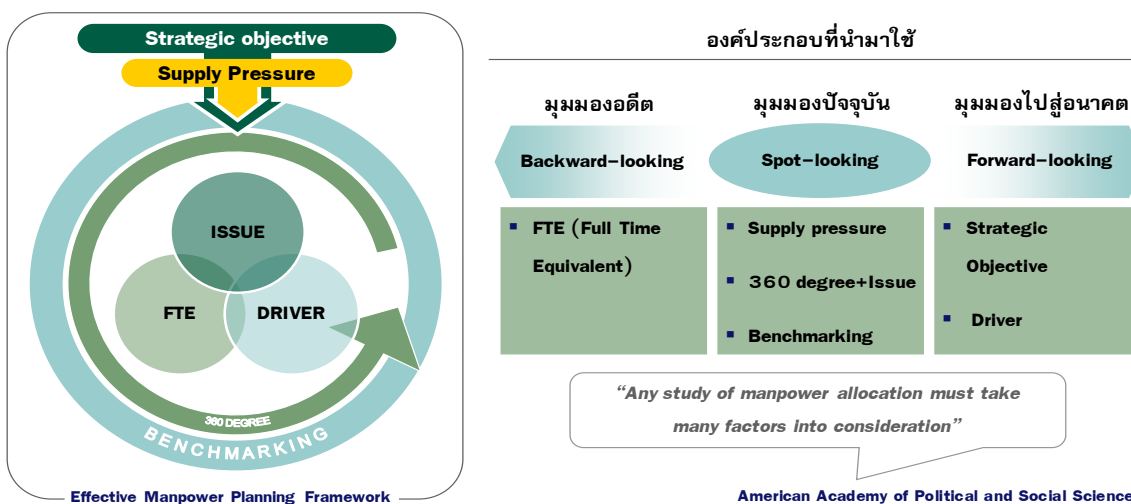 Strategic objective
Supply Pressure
ISSUE
FTE
DRIVER
360 DEGREE
BENCHMARKING
Effective Manpower Planning Framework
องค์ประกอบที่นำมาใช้
มุมมองอดีต
มุมมองปัจจุบัน
มุมมองไปสู่อนาคต
Backward-looking
Spot-looking
Forward-looking
▪ FTE (Full Time
Equivalent)
▪ Supply pressure
▪ 360 degree+Issue
▪ Benchmarking
▪ Strategic
Objective
▪ Driver
“Any study of manpower allocation must take
many factors into consideration”
American Academy of Political and Social Science